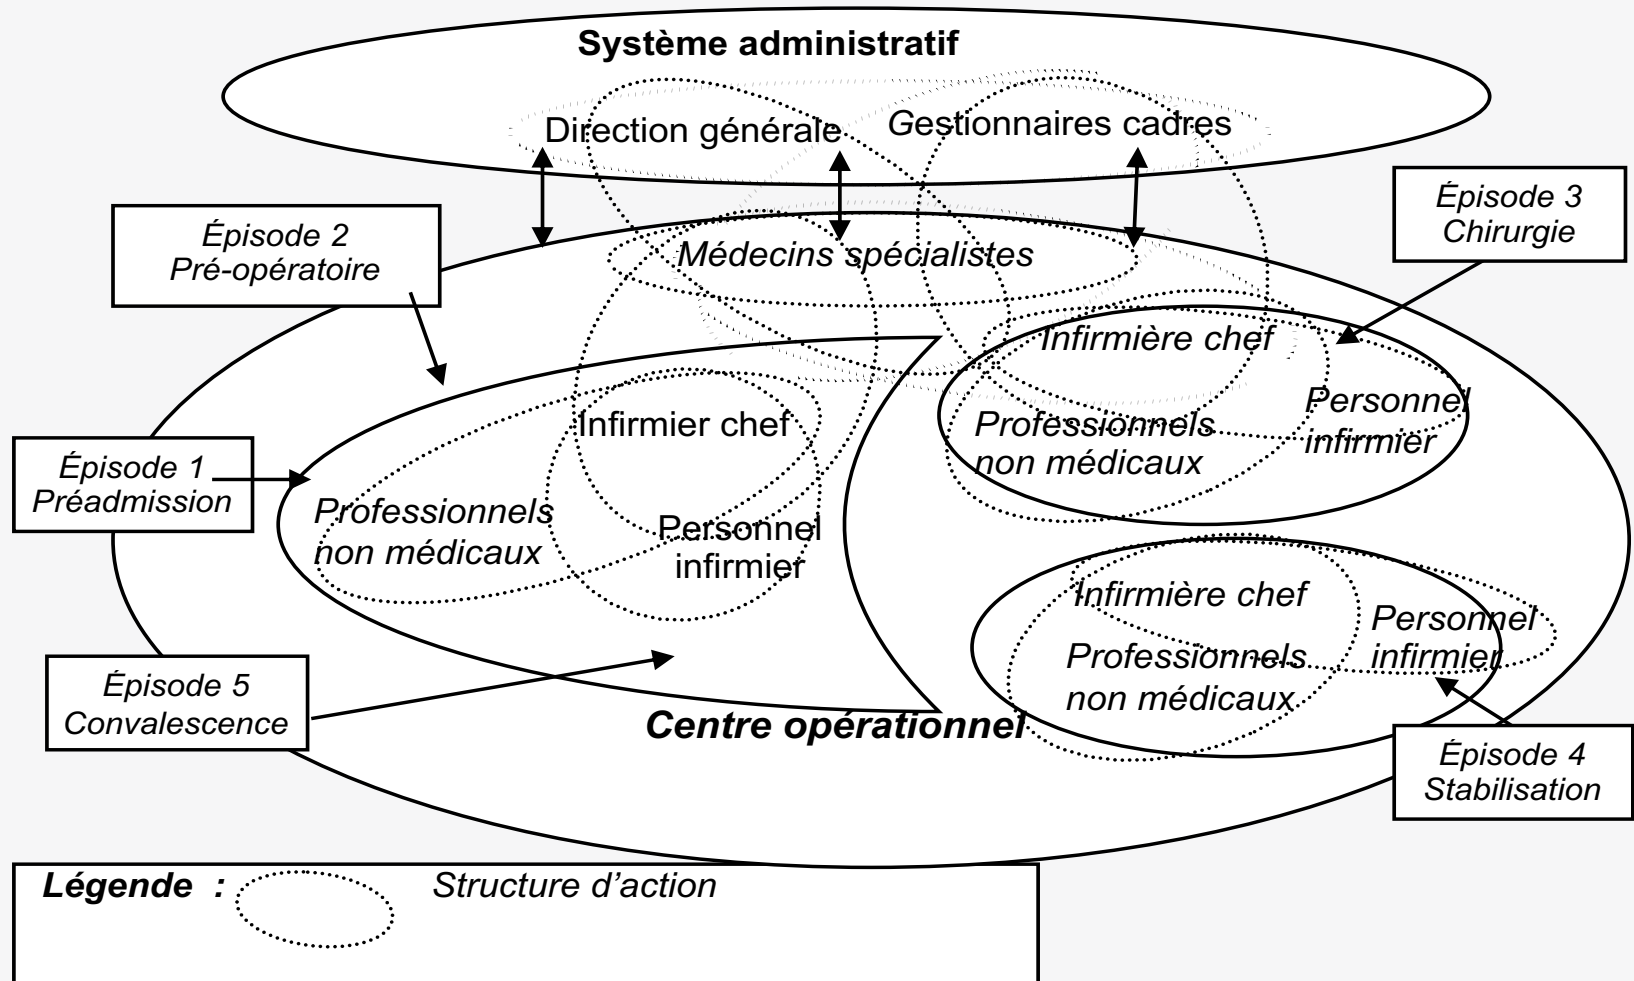 Système administratif
Direction générale
Gestionnaires cadres
Épisode 3
Chirurgie
Épisode 2
Pré-opératoire
Médecins spécialistes
Infirmière chef
Personnel
infirmier
Professionnels
non médicaux
Infirmier chef
Épisode 1
Préadmission
Professionnels
non médicaux
Personnel
infirmier
Infirmière chef
Personnel
infirmier
Professionnels
non médicaux
Épisode 5
Convalescence
Centre opérationnel
Épisode 4
Stabilisation
Légende : Structure d’action